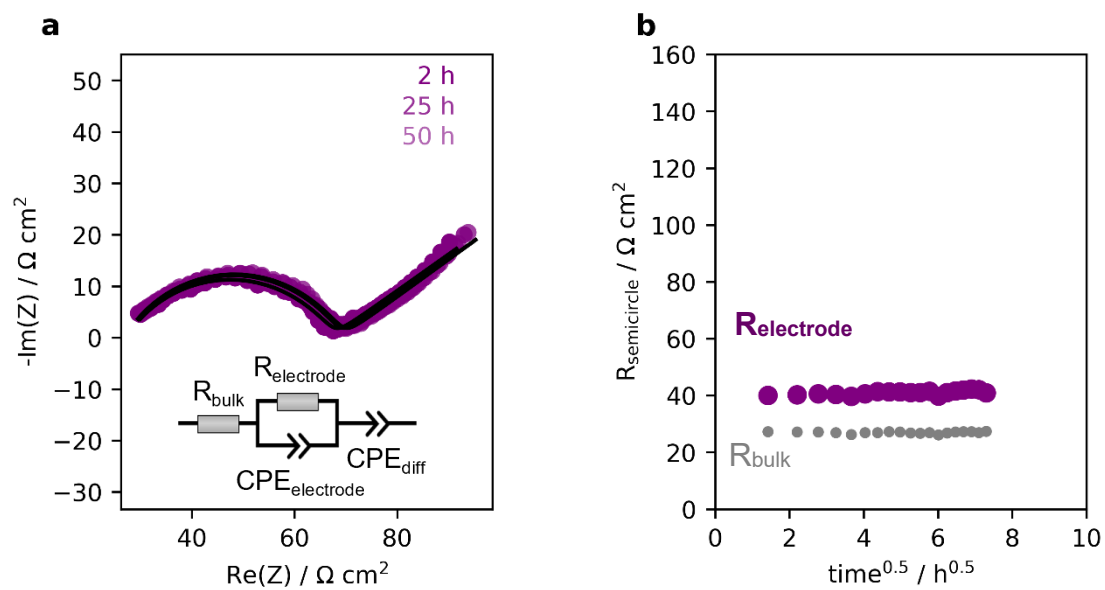 a
50
40
30
20
10
0
−10
−20
−30
-Im(Z) / Ω cm²
2 h
25 h
50 h
R_electrode
R_bulk
CPE_diff
CPE_electrode
40
60
80
Re(Z) / Ω cm²
b
160
140
120
100
80
60
40
20
0
R_semicircle / Ω cm²
R_electrode
R_bulk
0
2
4
6
8
10
time^0.5 / h^0.5